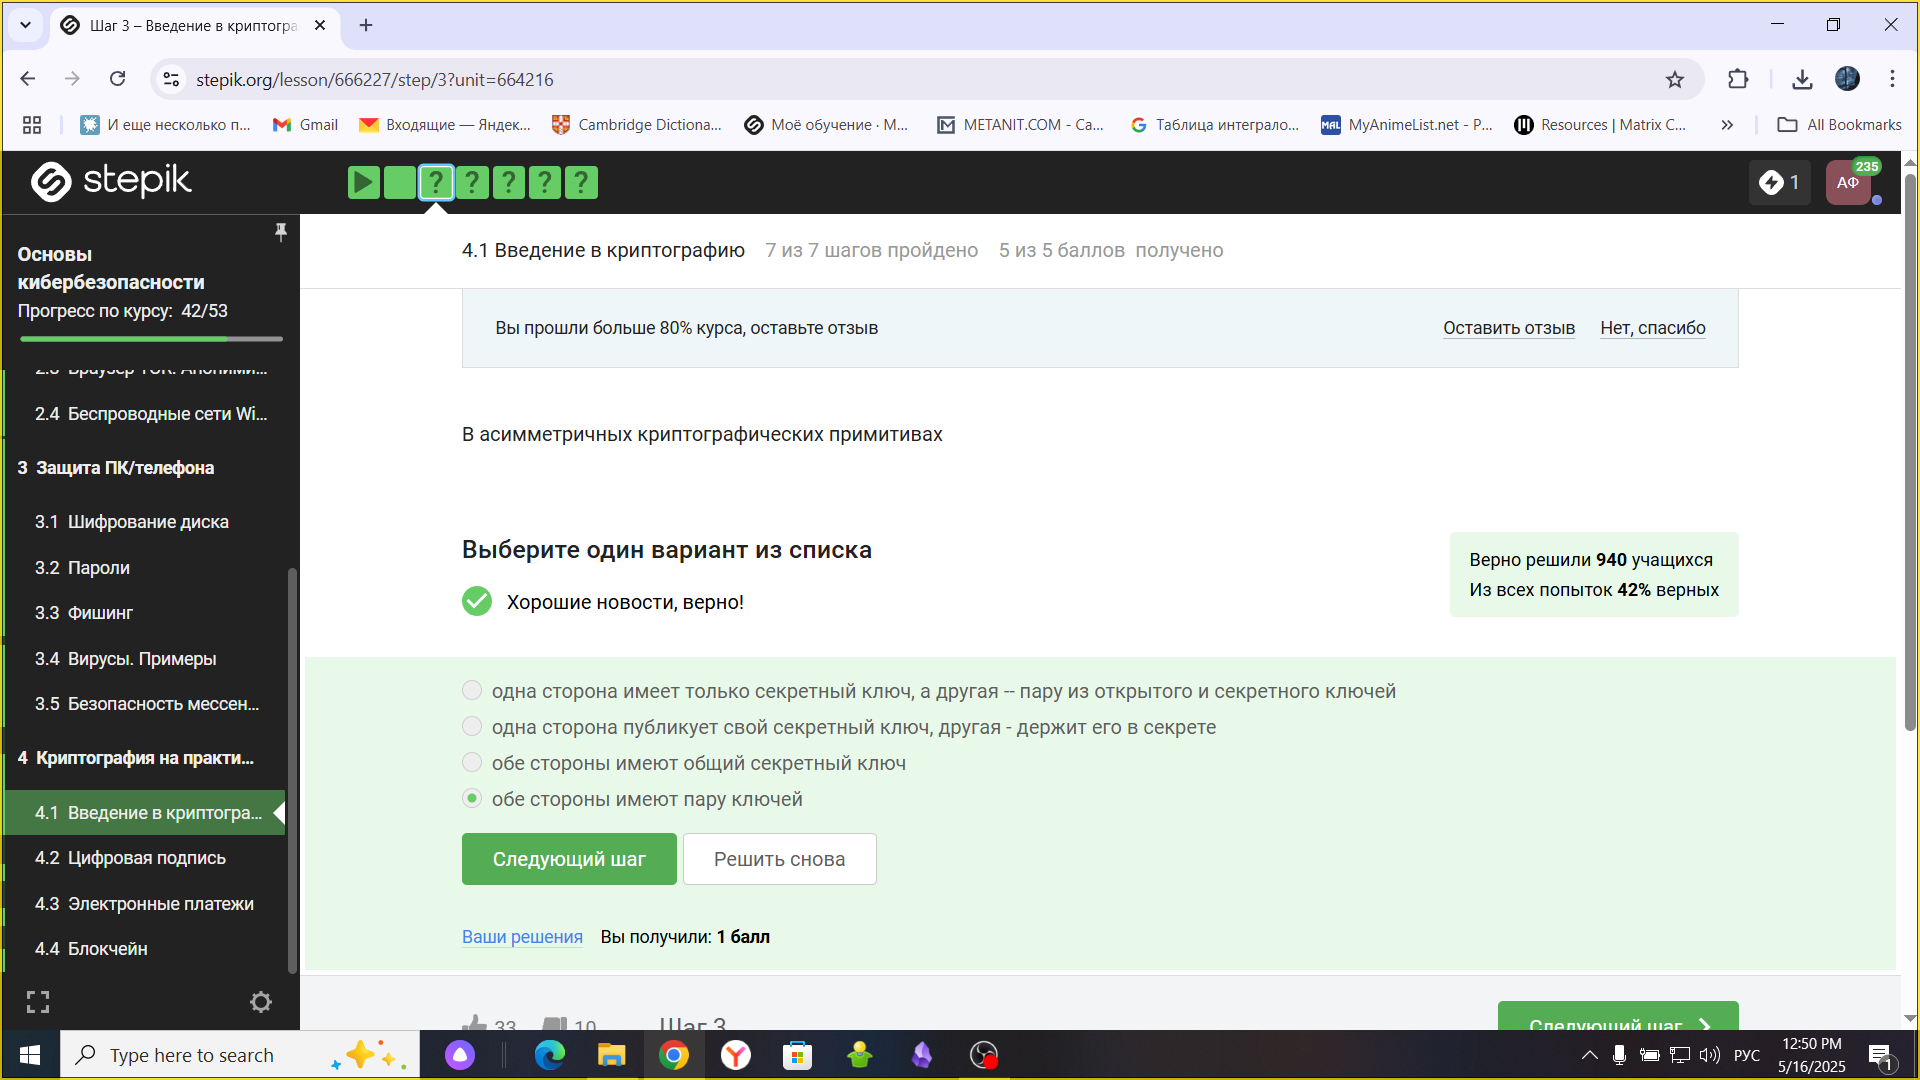 Шаг 3 – Введение в криптогра
stepik.org/lesson/666227/step/3?unit=664216
И еще несколько п...
Gmail
Входящие — Яндек...
Cambridge Dictiona...
Моё обучение · М...
METANIT.COM - Са...
Таблица интеграло...
MAL
MyAnimeList.net - P...
Resources | Matrix C...
All Bookmarks
stepik
1
АФ
235
Основы
кибербезопасности
Прогресс по курсу: 42/53
2.4 Беспроводные сети Wi...
3 Защита ПК/телефона
3.1 Шифрование диска
3.2 Пароли
3.3 Фишинг
3.4 Вирусы. Примеры
3.5 Безопасность мессен...
4 Криптография на практи...
4.1 Введение в криптогра...
4.2 Цифровая подпись
4.3 Электронные платежи
4.4 Блокчейн
4.1 Введение в криптографию 7 из 7 шагов пройдено 5 из 5 баллов получено
Вы прошли больше 80% курса, оставьте отзыв
Оставить отзыв
Нет, спасибо
В асимметричных криптографических примитивах
Выберите один вариант из списка
Хорошие новости, верно!
Верно решили 940 учащихся
Из всех попыток 42% верных
одна сторона имеет только секретный ключ, а другая -- пару из открытого и секретного ключей
одна сторона публикует свой секретный ключ, другая - держит его в секрете
обе стороны имеют общий секретный ключ
обе стороны имеют пару ключей
Следующий шаг
Решить снова
Ваши решения Вы получили: 1 балл
33
10
Шаг 3
Следующий шаг
Type here to search
РУС
12:50 PM
5/16/2025
1